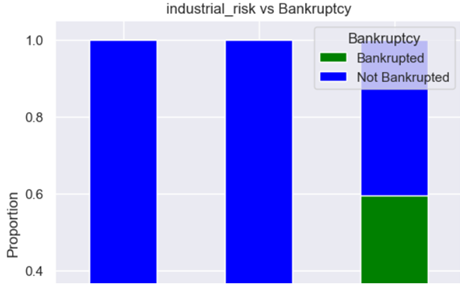 industrial_risk vs Bankruptcy
Bankruptcy
Bankrupted
Not Bankrupted
1.0
0.8
0.6
0.4
Proportion